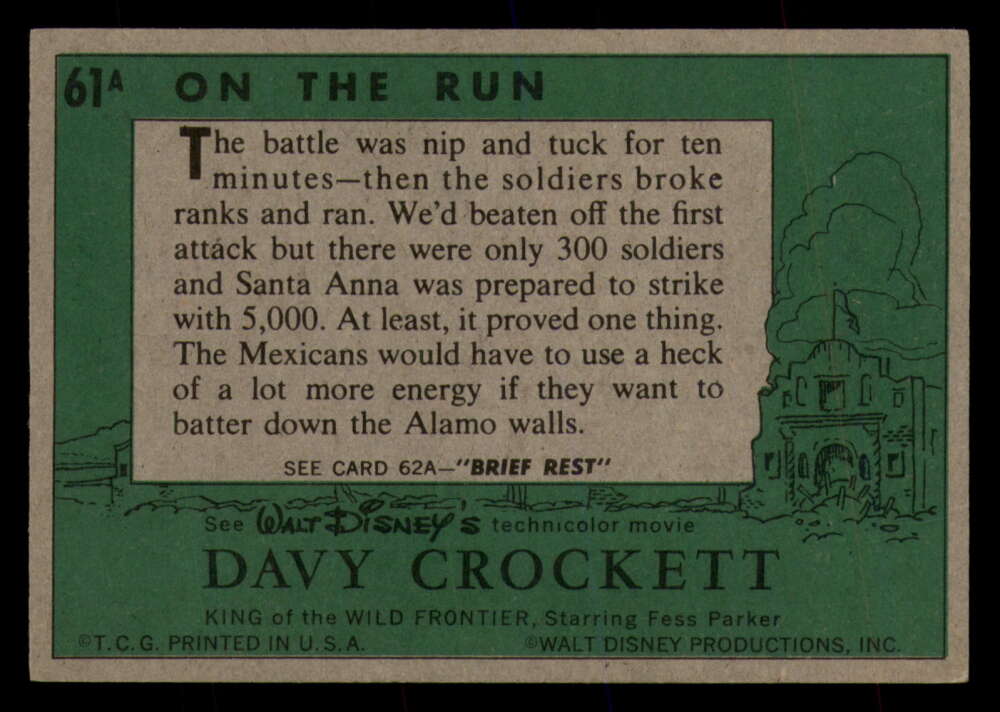 61A ON THE RUN
The battle was nip and tuck for ten
minutes—then the soldiers broke
ranks and ran. We'd beaten off the first
attack but there were only 300 soldiers
and Santa Anna was prepared to strike
with 5,000. At least, it proved one thing.
The Mexicans would have to use a heck
of a lot more energy if they want to
batter down the Alamo walls.
SEE CARD 62A—"BRIEF REST"
See WALT DISNEY'S technicolor movie
DAVY CROCKETT
KING of the WILD FRONTIER, Starring Fess Parker
©T.C.G. PRINTED IN U.S.A. ©WALT DISNEY PRODUCTIONS, INC.